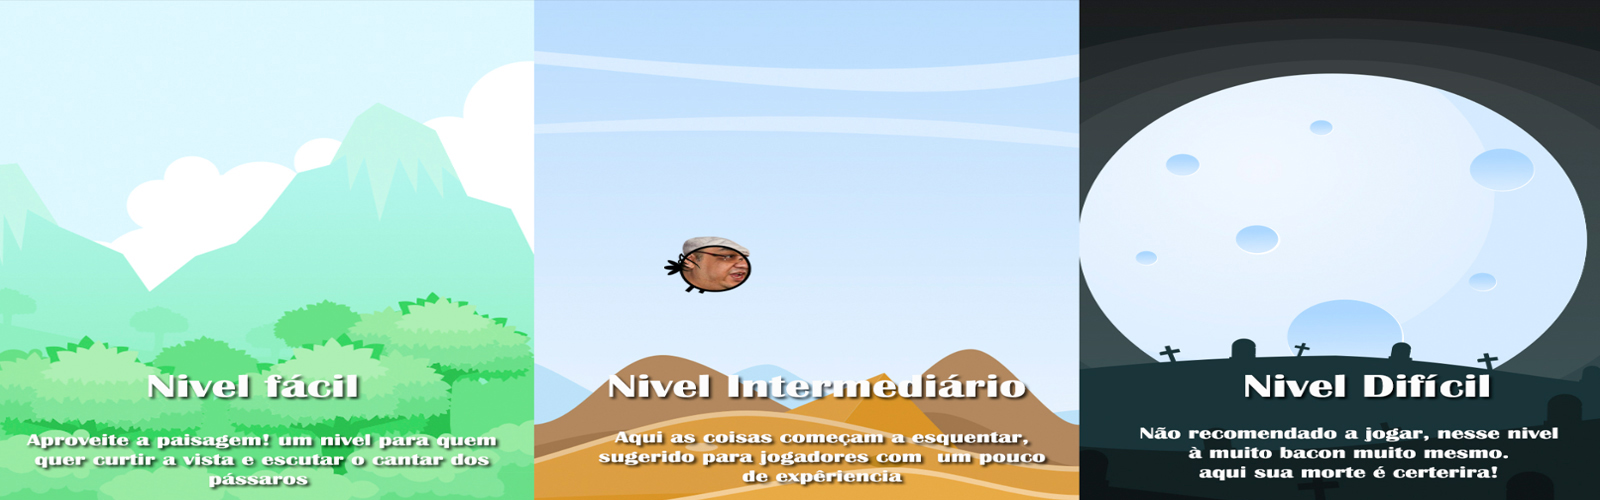 Nivel fácil
Aproveite a paisagem! um nivel para quem
quer curtir a vista e escutar o cantar dos
pássaros
Nivel Intermediário
Aqui as coisas começam a esquentar,
sugerido para jogadores com um pouco
de expêriencia
Nivel Difícil
Não recomendado a jogar, nesse nivel
à muito bacon muito mesmo.
aqui sua morte é certerira!